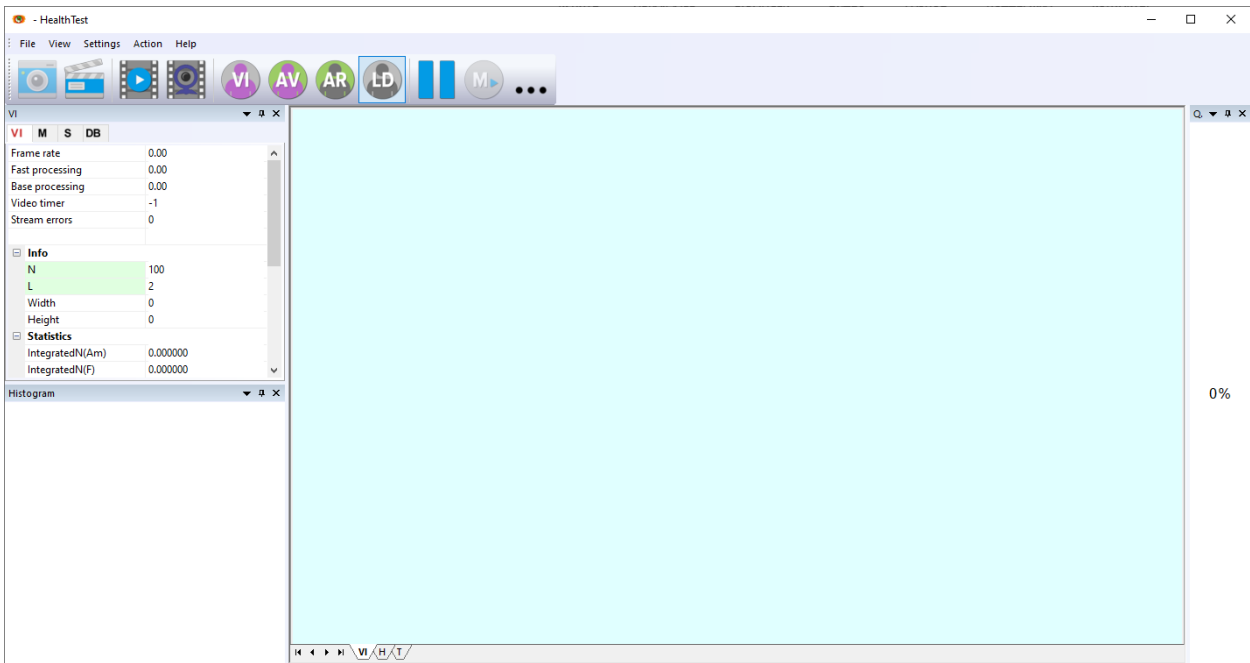 - HealthTest
File View Settings Action Help
VI AV AR LD M
VI
VI M S DB
Frame rate 0.00
Fast processing 0.00
Base processing 0.00
Video timer -1
Stream errors 0
Info
N 100
L 2
Width 0
Height 0
Statistics
IntegratedN(Am) 0.000000
IntegratedN(F) 0.000000
Histogram
Q
0%
VI H T